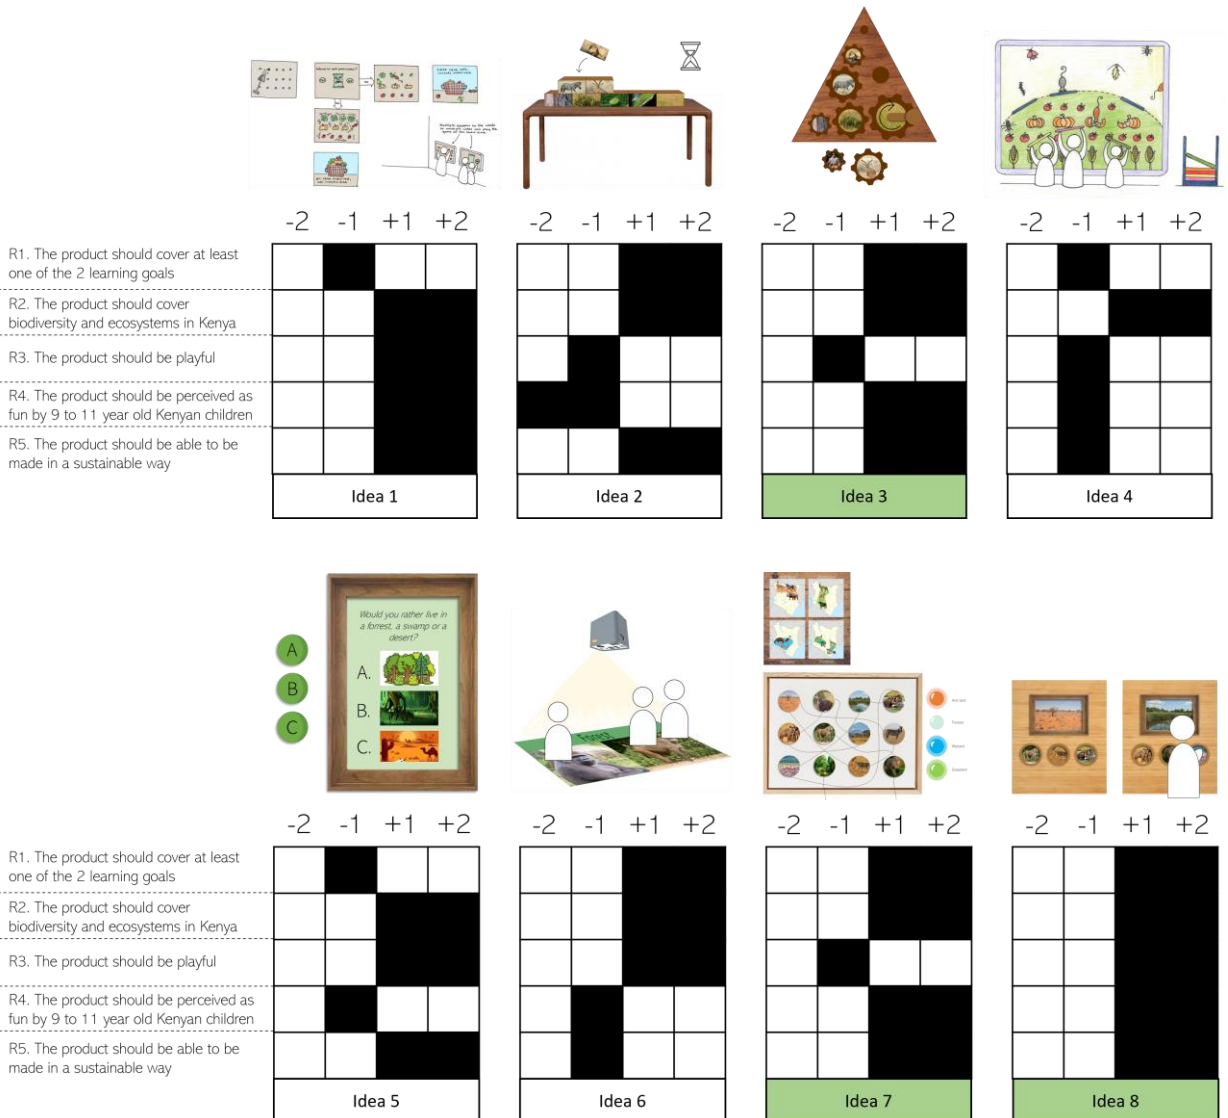 -2 -1 +1 +2
-2 -1 +1 +2
-2 -1 +1 +2
-2 -1 +1 +2
R1. The product should cover at least
one of the 2 learning goals
R2. The product should cover
biodiversity and ecosystems in Kenya
R3. The product should be playful
R4. The product should be perceived as
fun by 9 to 11 year old Kenyan children
R5. The product should be able to be
made in a sustainable way
Idea 1
Idea 2
Idea 3
Idea 4
A
B
C
Would you rather live in
a forrest, a swamp or a
desert?
A.
B.
C.
Forest
-2 -1 +1 +2
-2 -1 +1 +2
-2 -1 +1 +2
-2 -1 +1 +2
R1. The product should cover at least
one of the 2 learning goals
R2. The product should cover
biodiversity and ecosystems in Kenya
R3. The product should be playful
R4. The product should be perceived as
fun by 9 to 11 year old Kenyan children
R5. The product should be able to be
made in a sustainable way
Idea 5
Idea 6
Idea 7
Idea 8